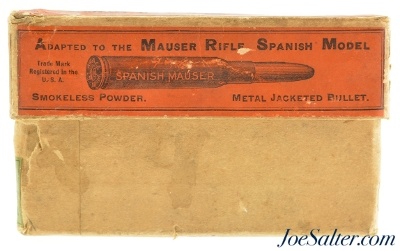 Adapted to the Mauser Rifle, Spanish Model
Trade Mark
Registered in the
U. S. A.
SPANISH MAUSER
Smokeless Powder.
Metal Jacketed Bullet.
JoeSalter.com